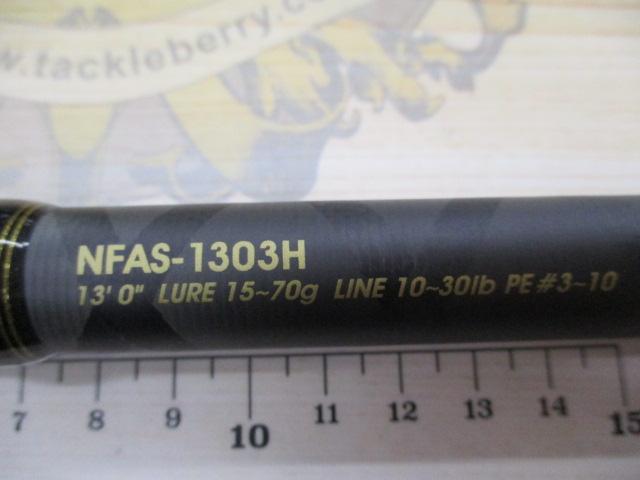 www.tackleberry.co
NFAS-1303H
13' 0" LURE 15~70g LINE 10~30lb PE#3~10
7 8 9 10 11 12 13 14 15